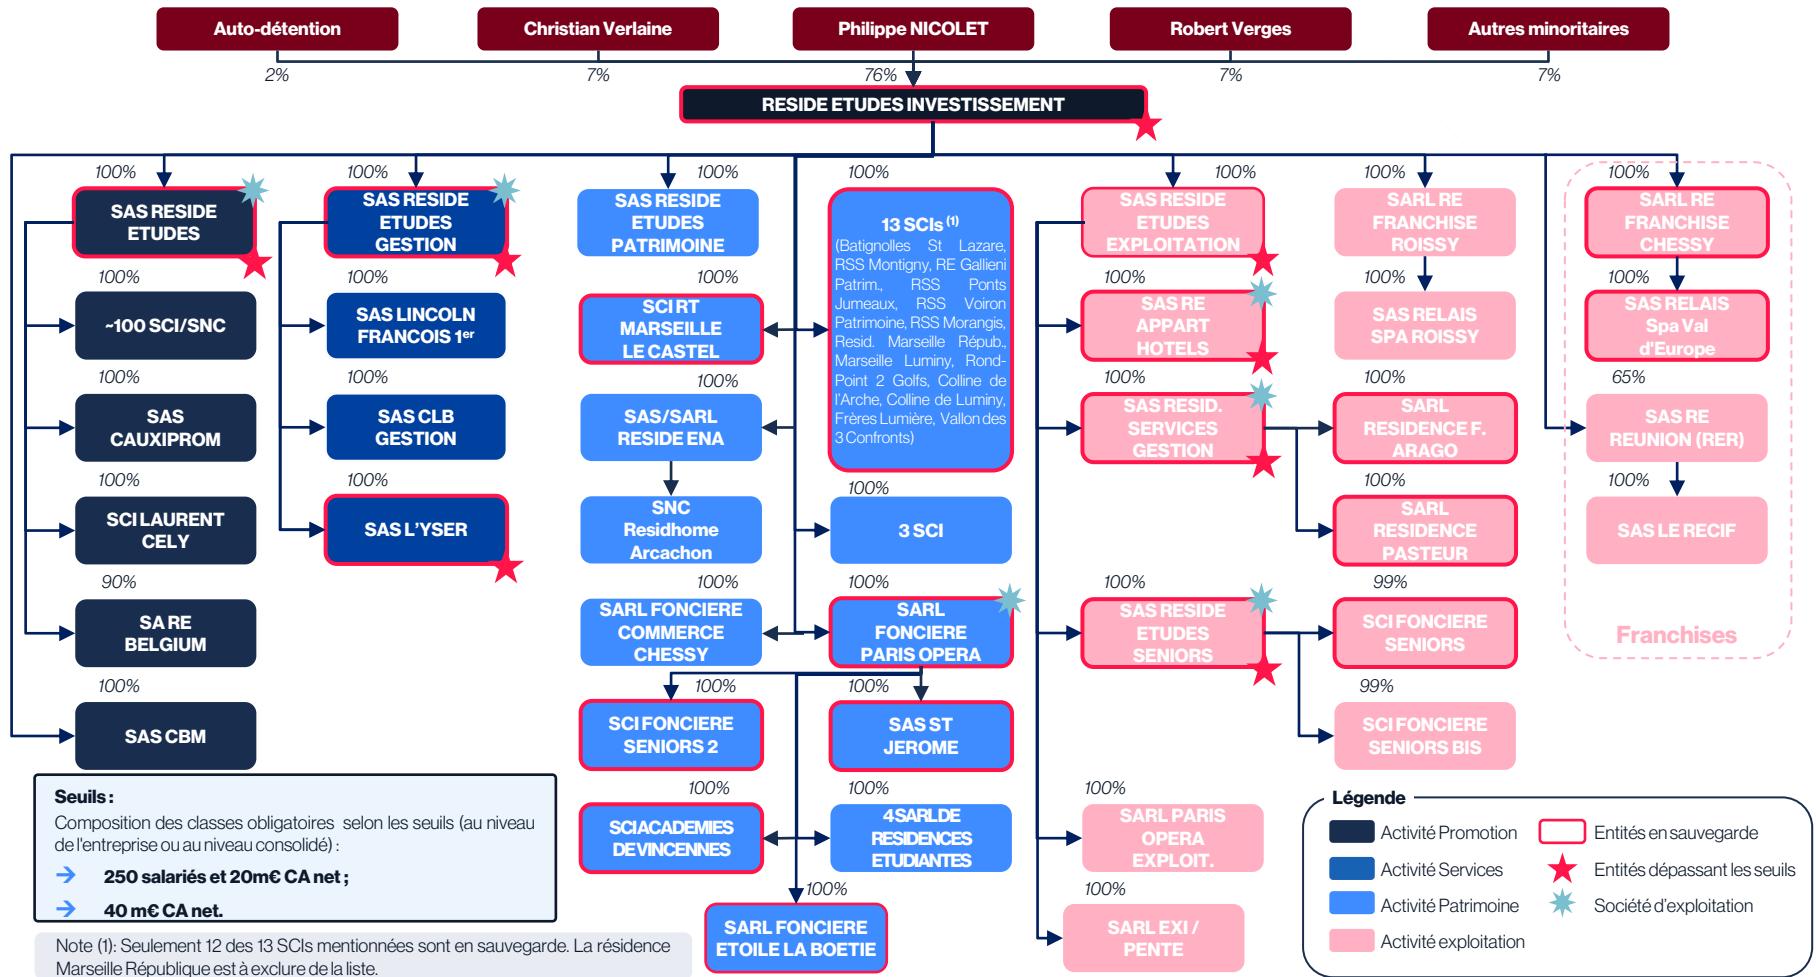 Auto-détention
Christian Verlaine
Philippe NICOLET
Robert Verges
Autres minoritaires
2%
7%
76%
7%
7%
RESIDE ETUDES INVESTISSEMENT
100%
SAS RESIDE
ETUDES
100%
~100 SCI/SNC
100%
SAS
CAUXIPROM
100%
SCI LAURENT
CELY
90%
SA RE
BELGIUM
100%
SAS CBM
100%
SAS RESIDE
ETUDES
GESTION
100%
SAS LINCOLN
FRANCOIS 1er
100%
SAS CLB
GESTION
100%
SAS L'YSER
100%
SAS RESIDE
ETUDES
PATRIMOINE
100%
SCI RT
MARSEILLE
LE CASTEL
100%
SAS/SARL
RESIDE ENA
SNC
Residhome
Arcachon
100%
SARL FONCIERE
COMMERCE
CHESSY
100%
SCI FONCIERE
SENIORS 2
100%
SCI ACADEMIES
DE VINCENNES
100%
SARL FONCIERE
ETOILE LA BOETIE
100%
13 SCIs (1)
(Batignolles St Lazare,
RSS Montigny, RE Gallieni
Patrim., RSS Ponts
Jumeaux, RSS Voiron
Patrimoine, RSS Morangis,
Resid. Marseille Répub.,
Marseille Luminy, Rond-
Point 2 Golfs, Colline de
l'Arche, Colline de Luminy,
Frères Lumière, Vallon des
3 Confronts)
100%
3 SCI
100%
SARL
FONCIERE
PARIS OPERA
100%
SAS ST
JEROME
100%
4 SARL DE
RESIDENCES
ETUDIANTES
100%
SAS RESIDE
ETUDES
EXPLOITATION
100%
SAS RE
APPART
HOTELS
100%
SAS RESID.
SERVICES
GESTION
100%
SAS RESIDE
ETUDES
SENIORS
100%
SARL PARIS
OPERA
EXPLOIT.
100%
SARL EXI /
PENTE
100%
SARL RE
FRANCHISE
ROISSY
100%
SAS RELAIS
SPA ROISSY
100%
SARL
RESIDENCE F.
ARAGO
100%
SARL
RESIDENCE
PASTEUR
99%
SCI FONCIERE
SENIORS
99%
SCI FONCIERE
SENIORS BIS
100%
SARL RE
FRANCHISE
CHESSY
100%
SAS RELAIS
Spa Val
d'Europe
65%
SAS RE
REUNION (RER)
100%
SAS LE RECIF
Franchises
Seuils :
Composition des classes obligatoires selon les seuils (au niveau
de l'entreprise ou au niveau consolidé) :
→ 250 salariés et 20m€ CA net ;
→ 40 m€ CA net.
Note (1): Seulement 12 des 13 SCIs mentionnées sont en sauvegarde. La résidence
Marseille République est à exclure de la liste.
Légende
Activité Promotion
Activité Services
Activité Patrimoine
Activité exploitation
Entités en sauvegarde
Entités dépassant les seuils
Société d'exploitation